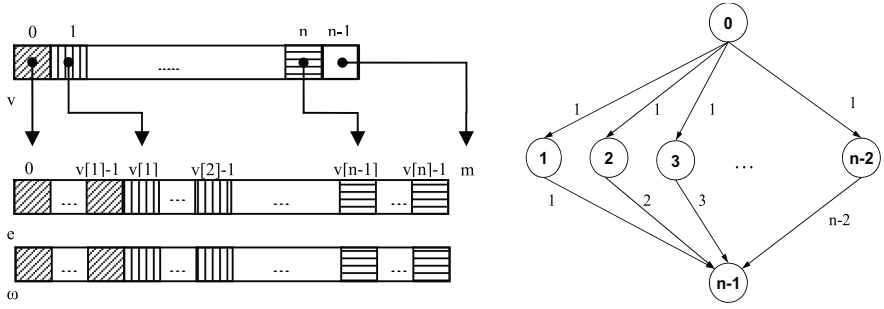 0 1 n n-1
.....
v
0 v[1]-1 v[1] v[2]-1 v[n-1] v[n]-1 m
... ... ... ...
e
... ... ... ...
ω
0
1 1 1 1
1 2 3 ... n-2
1 2 3 n-2
n-1